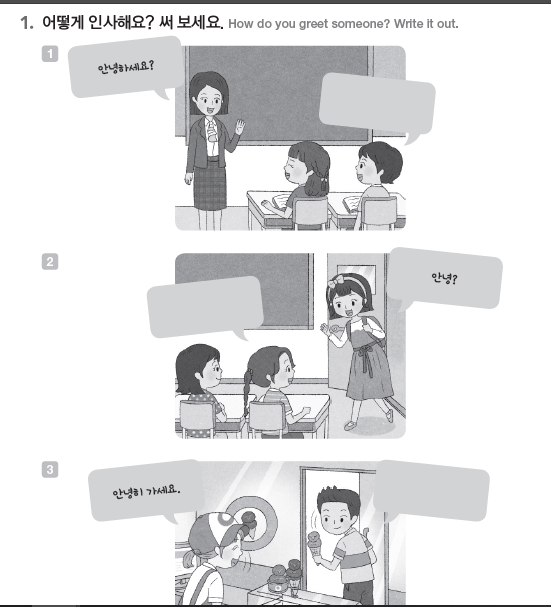 1. 어떻게 인사해요? 써 보세요. How do you greet someone? Write it out.
1
안녕하세요?
2
안녕?
3
안녕히 가세요.